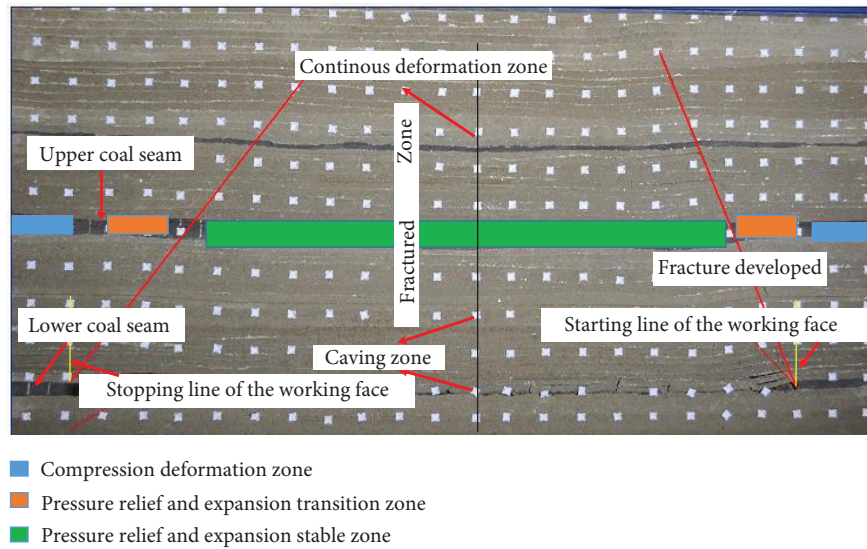 Continous deformation zone
Upper coal seam
Fractured Zone
Fracture developed
Lower coal seam
Starting line of the working face
Caving zone
Stopping line of the working face
Compression deformation zone
Pressure relief and expansion transition zone
Pressure relief and expansion stable zone